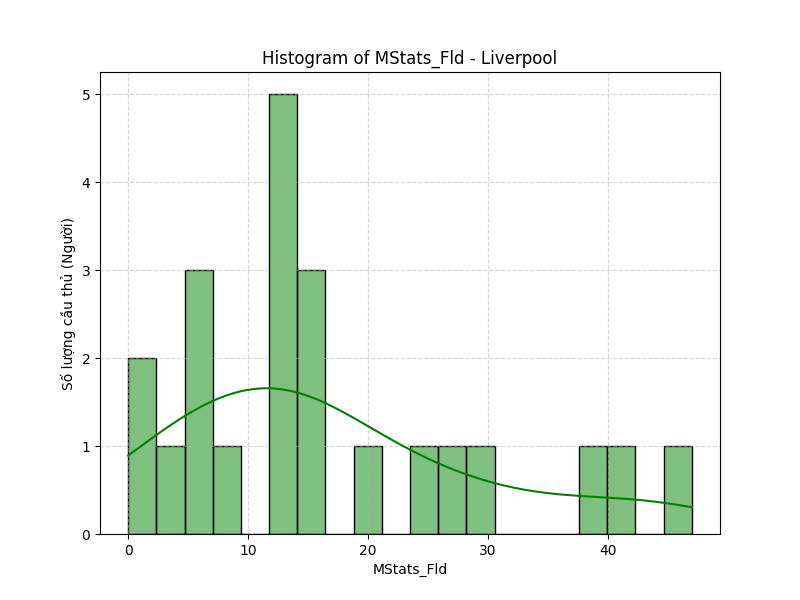 Histogram of MStats_Fld - Liverpool
Số lượng cầu thủ (Người)
5
4
3
2
1
0
0 10 20 30 40
MStats_Fld